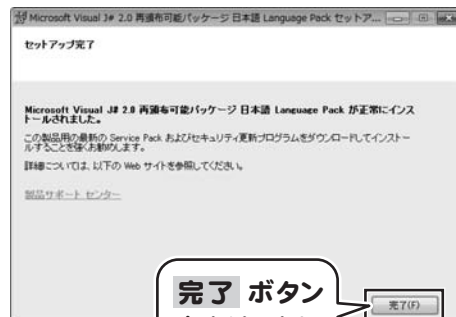 Microsoft Visual J# 2.0 再頒布可能パッケージ 日本語 Language Pack セットア...
セットアップ完了
Microsoft Visual J# 2.0 再頒布可能パッケージ 日本語 Language Pack が正常にインス
トールされました。
この製品用の最新の Service Pack およびセキュリティ更新プログラムをダウンロードしてインストー
ルすることを強くお勧めします。
詳細については、以下の Web サイトを参照してください。
製品サポート センター
完了 ボタン
完了(F)